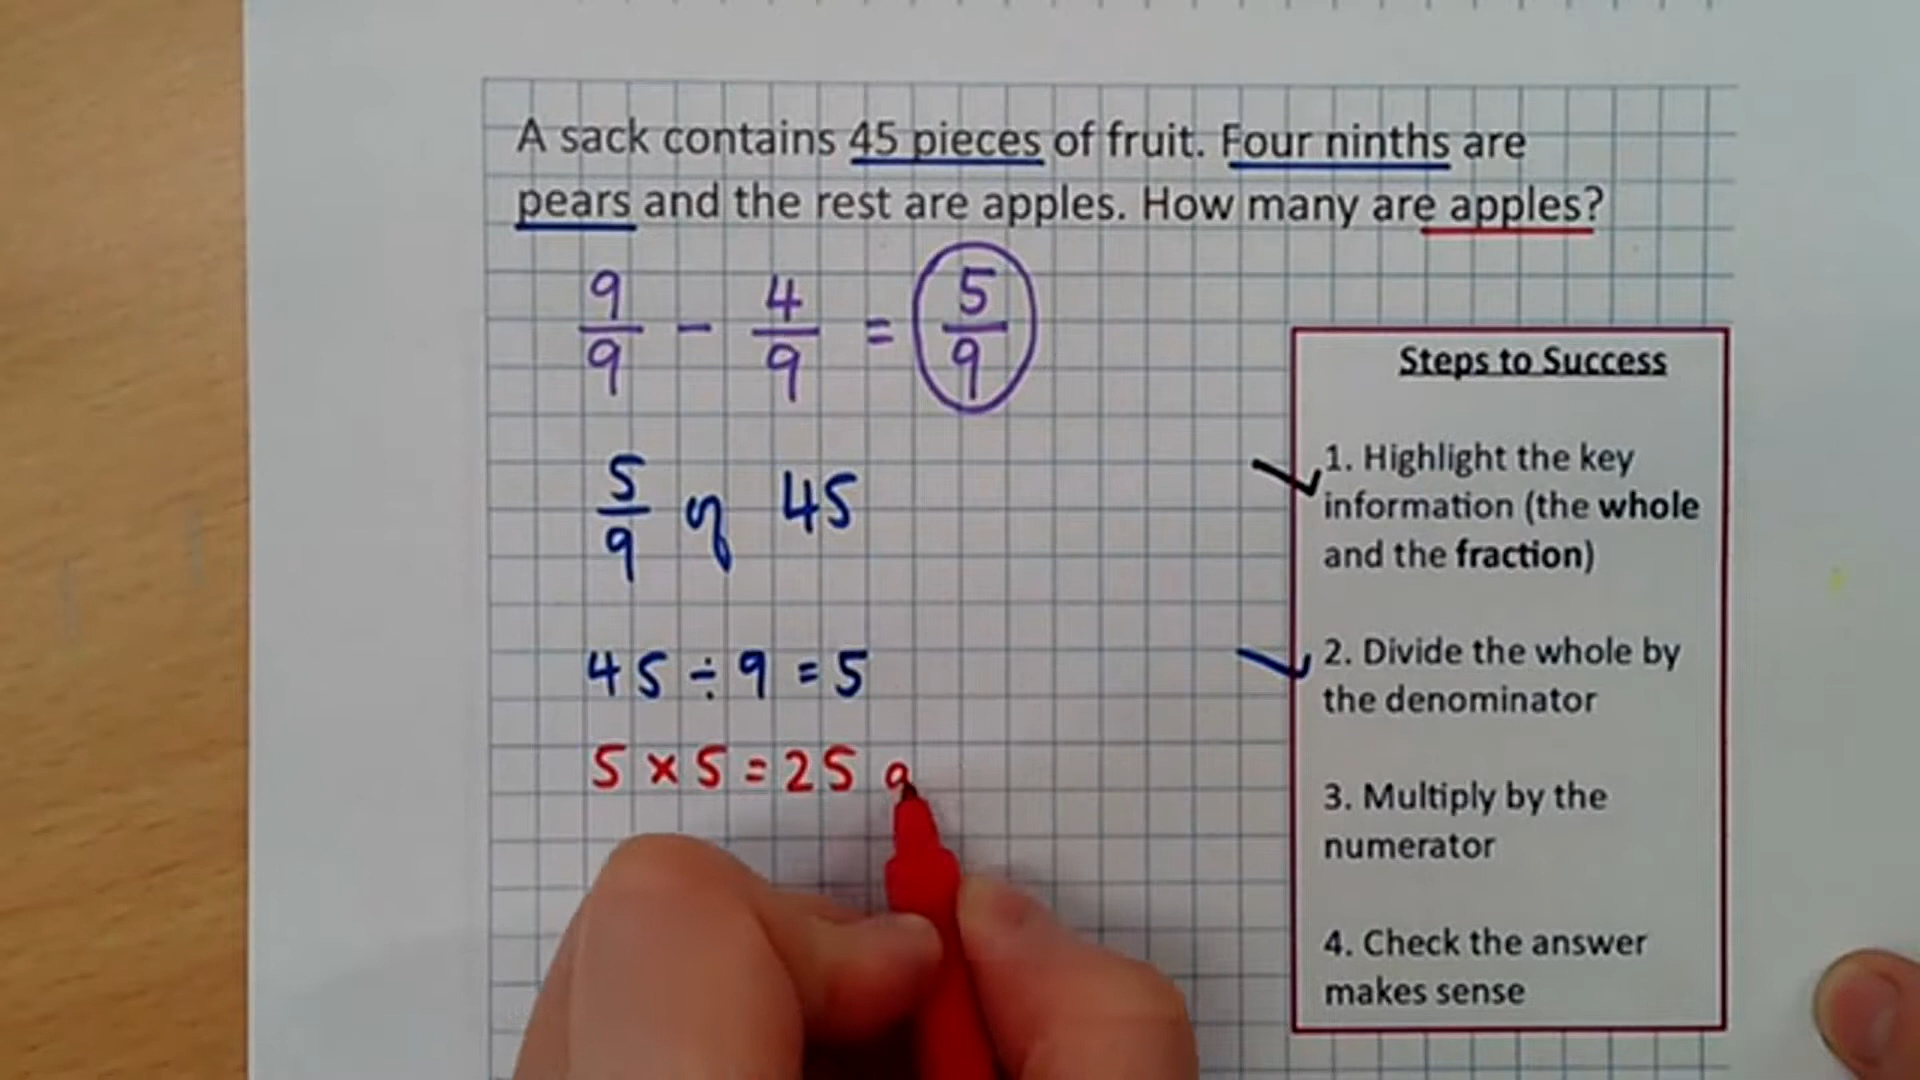 A sack contains 45 pieces of fruit. Four ninths are
pears and the rest are apples. How many are apples?
9/9 - 4/9 = 5/9
5/9 of 45
45 ÷ 9 = 5
5 × 5 = 25 a
Steps to Success
1. Highlight the key
information (the whole
and the fraction)
2. Divide the whole by
the denominator
3. Multiply by the
numerator
4. Check the answer
makes sense